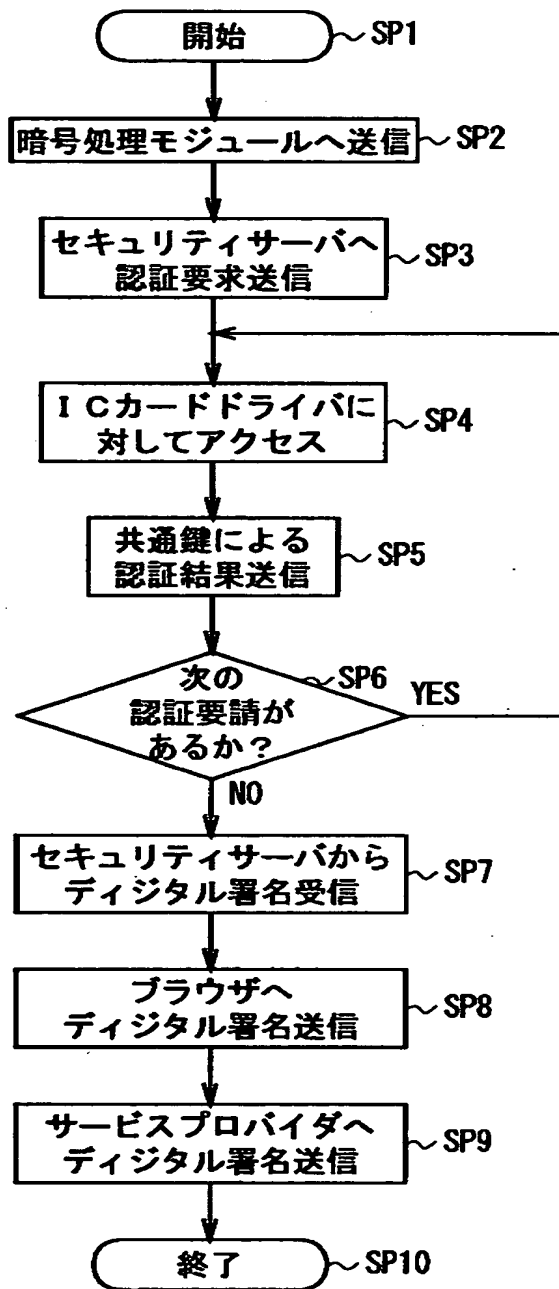 開始
SP1
暗号処理モジュールへ送信
SP2
セキュリティサーバへ
認証要求送信
SP3
ICカードドライバに
対してアクセス
SP4
共通鍵による
認証結果送信
SP5
次の
認証要請が
あるか？
SP6
YES
NO
セキュリティサーバから
ディジタル署名受信
SP7
ブラウザへ
ディジタル署名送信
SP8
サービスプロバイダへ
ディジタル署名送信
SP9
終了
SP10